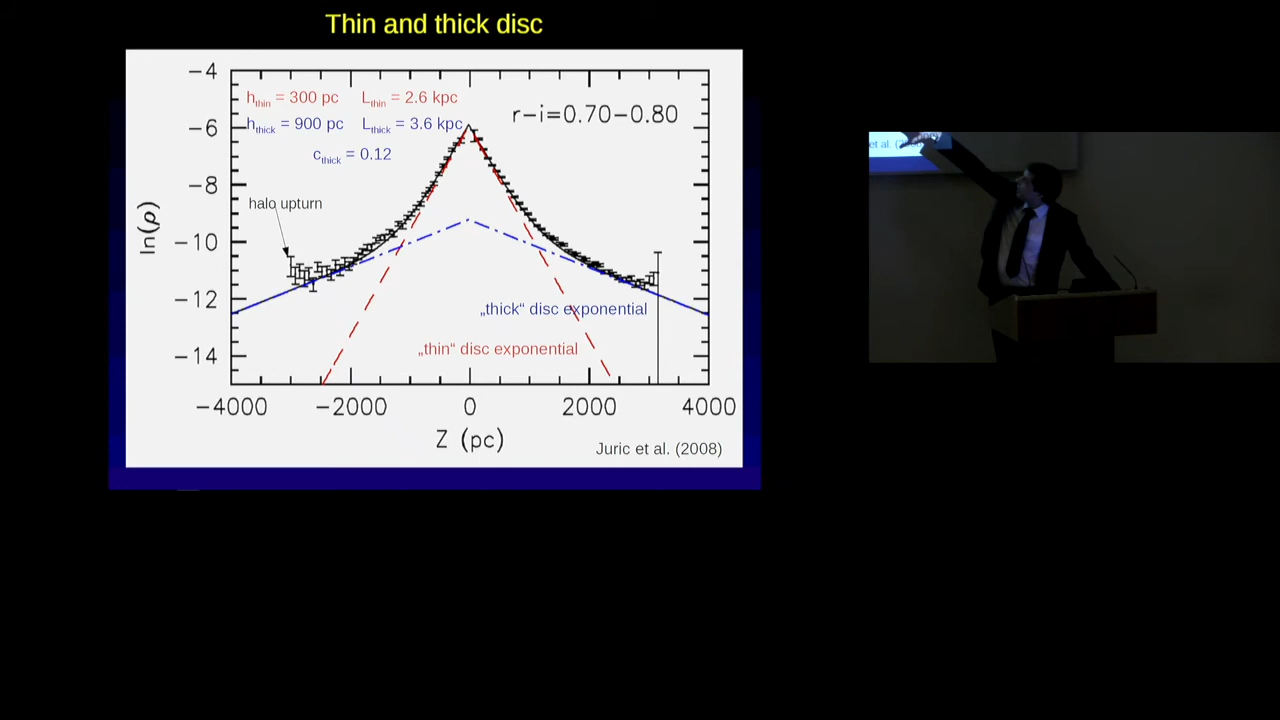 Thin and thick disc
−4
−6
−8
−10
−12
−14
ln(ρ)
h_thin = 300 pc L_thin = 2.6 kpc
h_thick = 900 pc L_thick = 3.6 kpc
c_thick = 0.12
r−i=0.70−0.80
halo upturn
„thick“ disc exponential
„thin“ disc exponential
−4000 −2000 0 2000 4000
Z (pc)
Juric et al. (2008)
et al.